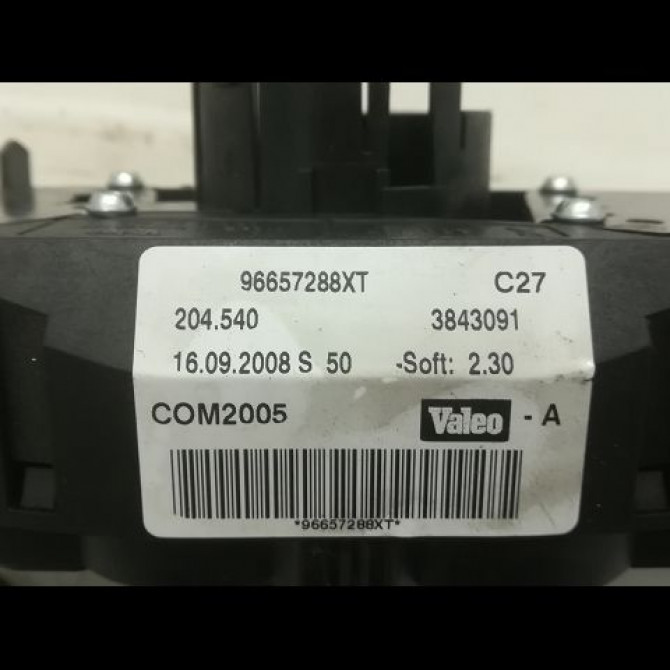 96657288XT C27
204.540 3843091
16.09.2008 S 50 -Soft: 2.30
COM2005 Valeo - A
*96657288XT*